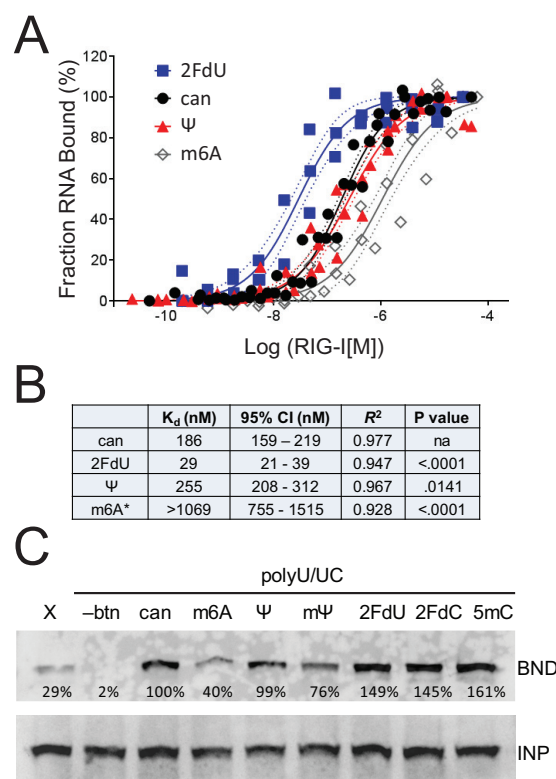 A
2FdU
can
Ψ
m6A
Fraction RNA Bound (%)
120
100
80
60
40
20
0
-10 -8 -6 -4
Log (RIG-I[M])
B
Kd (nM) 95% CI (nM) R² P value
can 186 159 – 219 0.977 na
2FdU 29 21 - 39 0.947 <.0001
Ψ 255 208 - 312 0.967 .0141
m6A* >1069 755 - 1515 0.928 <.0001
C
polyU/UC
X –btn can m6A Ψ mΨ 2FdU 2FdC 5mC
BND
29% 2% 100% 40% 99% 76% 149% 145% 161%
INP